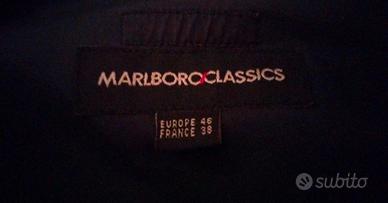 MARLBORO CLASSICS
EUROPE 46
FRANCE 38
subito